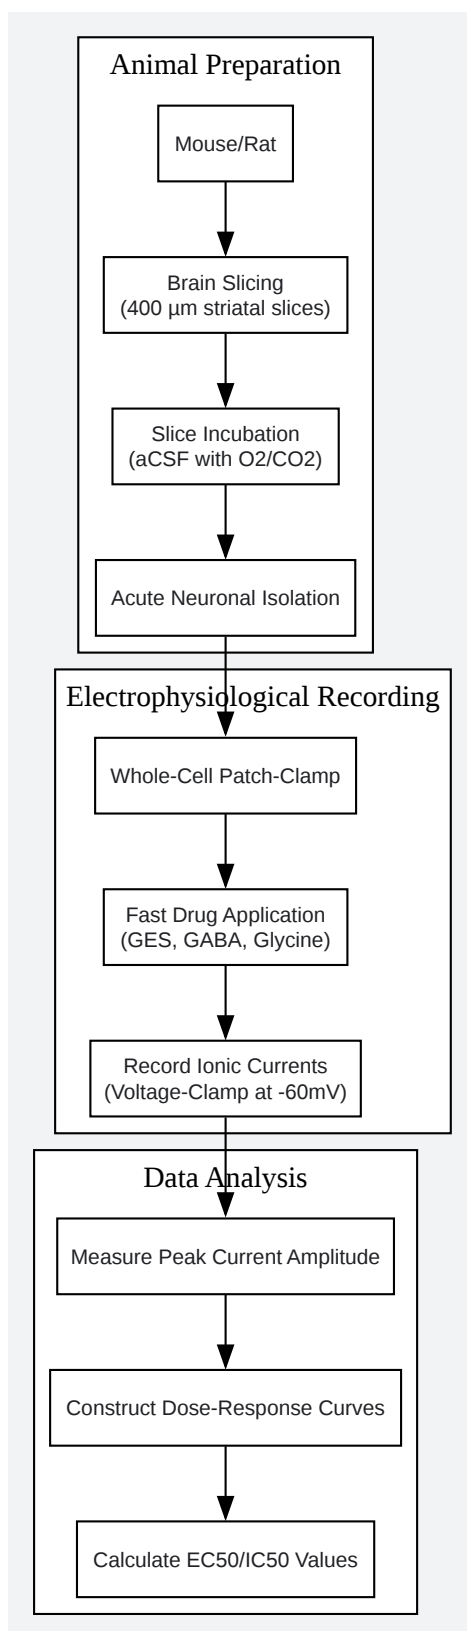 Animal Preparation
Mouse/Rat
Brain Slicing
(400 µm striatal slices)
Slice Incubation
(aCSF with O2/CO2)
Acute Neuronal Isolation
Electrophysiological Recording
Whole-Cell Patch-Clamp
Fast Drug Application
(GES, GABA, Glycine)
Record Ionic Currents
(Voltage-Clamp at -60mV)
Data Analysis
Measure Peak Current Amplitude
Construct Dose-Response Curves
Calculate EC50/IC50 Values